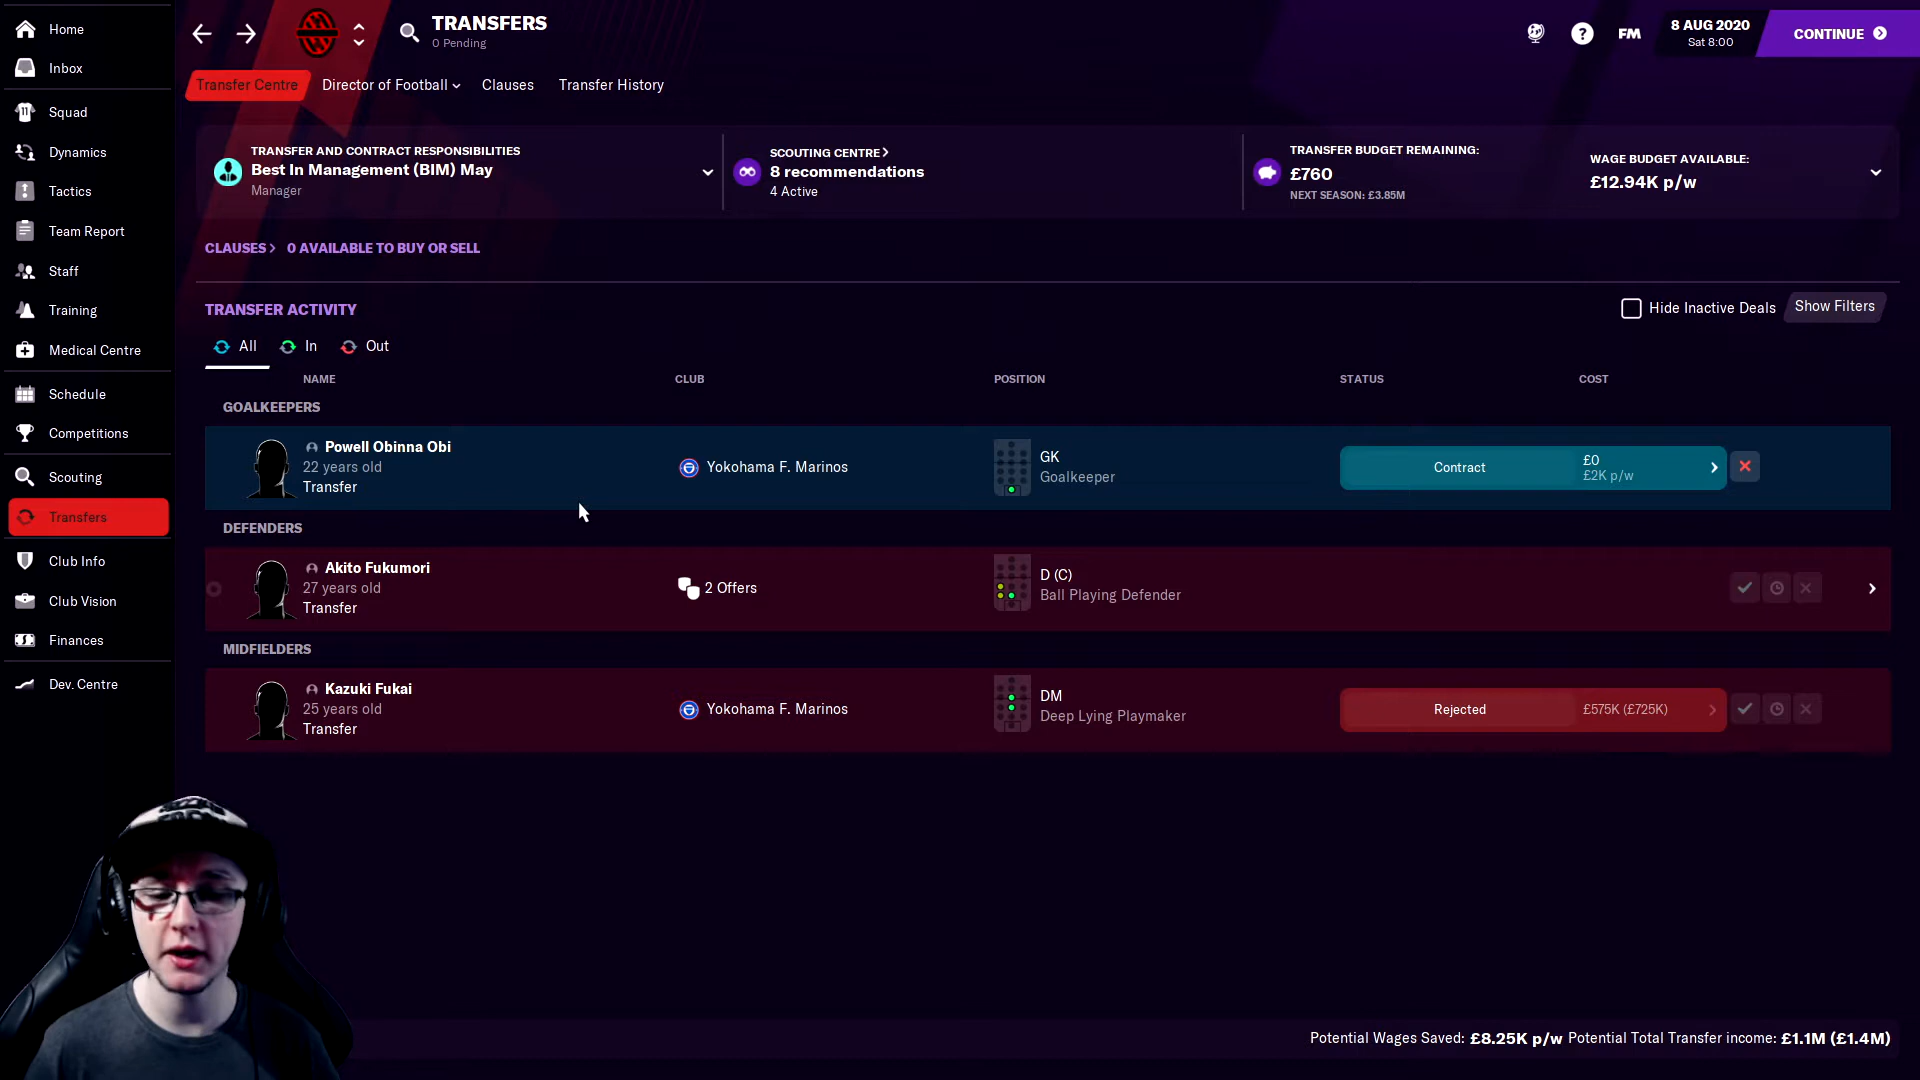 Home
Inbox
Squad
Dynamics
Tactics
Team Report
Staff
Training
Medical Centre
Schedule
Competitions
Scouting
Transfers
Club Info
Club Vision
Finances
Dev. Centre
TRANSFERS
0 Pending
FM
8 AUG 2020
Sat 8:00
CONTINUE
Transfer Centre
Director of Football
Clauses
Transfer History
TRANSFER AND CONTRACT RESPONSIBILITIES
Best In Management (BIM) May
Manager
SCOUTING CENTRE
8 recommendations
4 Active
TRANSFER BUDGET REMAINING:
£760
NEXT SEASON: £3.85M
WAGE BUDGET AVAILABLE:
£12.94K p/w
CLAUSES 0 AVAILABLE TO BUY OR SELL
TRANSFER ACTIVITY
Hide Inactive Deals
Show Filters
All
In
Out
NAME CLUB POSITION STATUS COST
GOALKEEPERS
Powell Obinna Obi
22 years old
Transfer
Yokohama F. Marinos
GK
Goalkeeper
Contract
£0
£2K p/w
DEFENDERS
Akito Fukumori
27 years old
Transfer
2 Offers
D (C)
Ball Playing Defender
MIDFIELDERS
Kazuki Fukai
25 years old
Transfer
Yokohama F. Marinos
DM
Deep Lying Playmaker
Rejected
£575K (£725K)
Potential Wages Saved: £8.25K p/w Potential Total Transfer income: £1.1M (£1.4M)